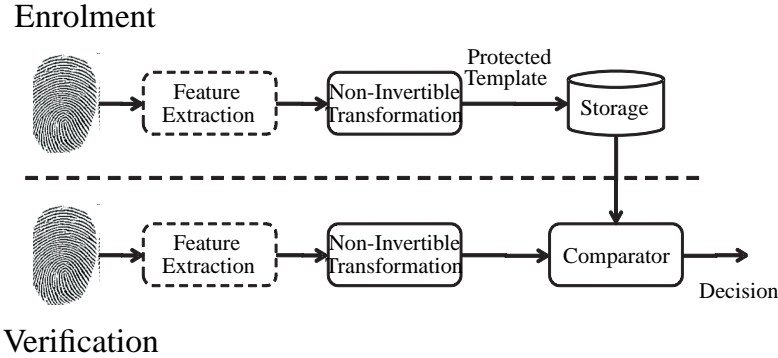 Enrolment
Feature
Extraction
Non-Invertible
Transformation
Protected
Template
Storage
Feature
Extraction
Non-Invertible
Transformation
Comparator
Decision
Verification